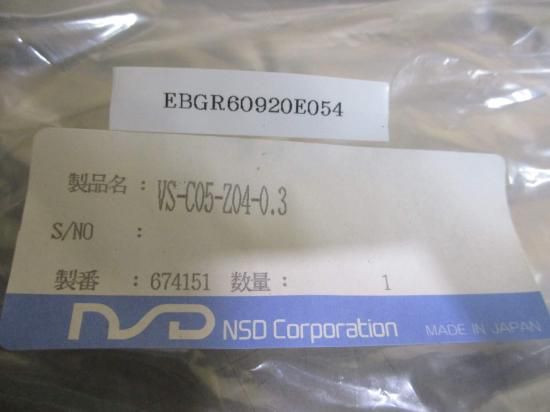 EBGR60920E054
製品名： VS-C05-Z04-0.3
S/NO ：
製番 ： 674151 数量： 1
NSD NSD Corporation MADE IN JAPAN